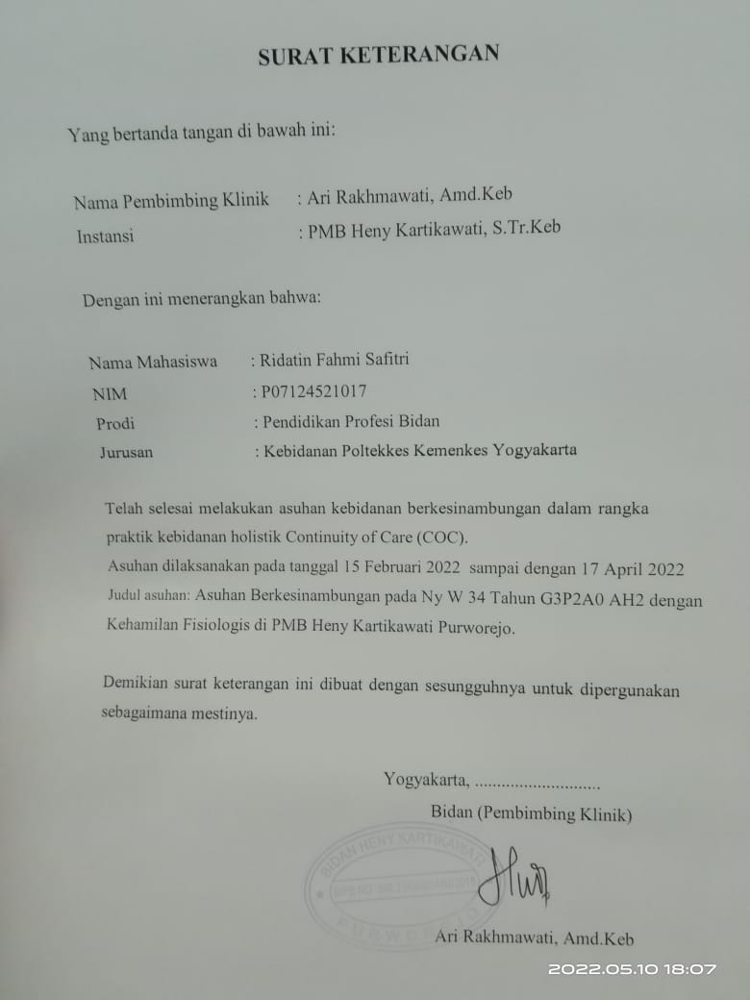 SURAT KETERANGAN
Yang bertanda tangan di bawah ini:
Nama Pembimbing Klinik : Ari Rakhmawati, Amd.Keb
Instansi : PMB Heny Kartikawati, S.Tr.Keb
Dengan ini menerangkan bahwa:
Nama Mahasiswa : Ridatin Fahmi Safitri
NIM : P07124521017
Prodi : Pendidikan Profesi Bidan
Jurusan : Kebidanan Poltekkes Kemenkes Yogyakarta
Telah selesai melakukan asuhan kebidanan berkesinambungan dalam rangka
praktik kebidanan holistik Continuity of Care (COC).
Asuhan dilaksanakan pada tanggal 15 Februari 2022 sampai dengan 17 April 2022
Judul asuhan: Asuhan Berkesinambungan pada Ny W 34 Tahun G3P2A0 AH2 dengan
Kehamilan Fisiologis di PMB Heny Kartikawati Purworejo.
Demikian surat keterangan ini dibuat dengan sesungguhnya untuk dipergunakan
sebagaimana mestinya.
Yogyakarta, ............................
Bidan (Pembimbing Klinik)
BIDAN HENY KARTIKAWATI
PURWOREJO
Ari Rakhmawati, Amd.Keb
2022.05.10 18:07